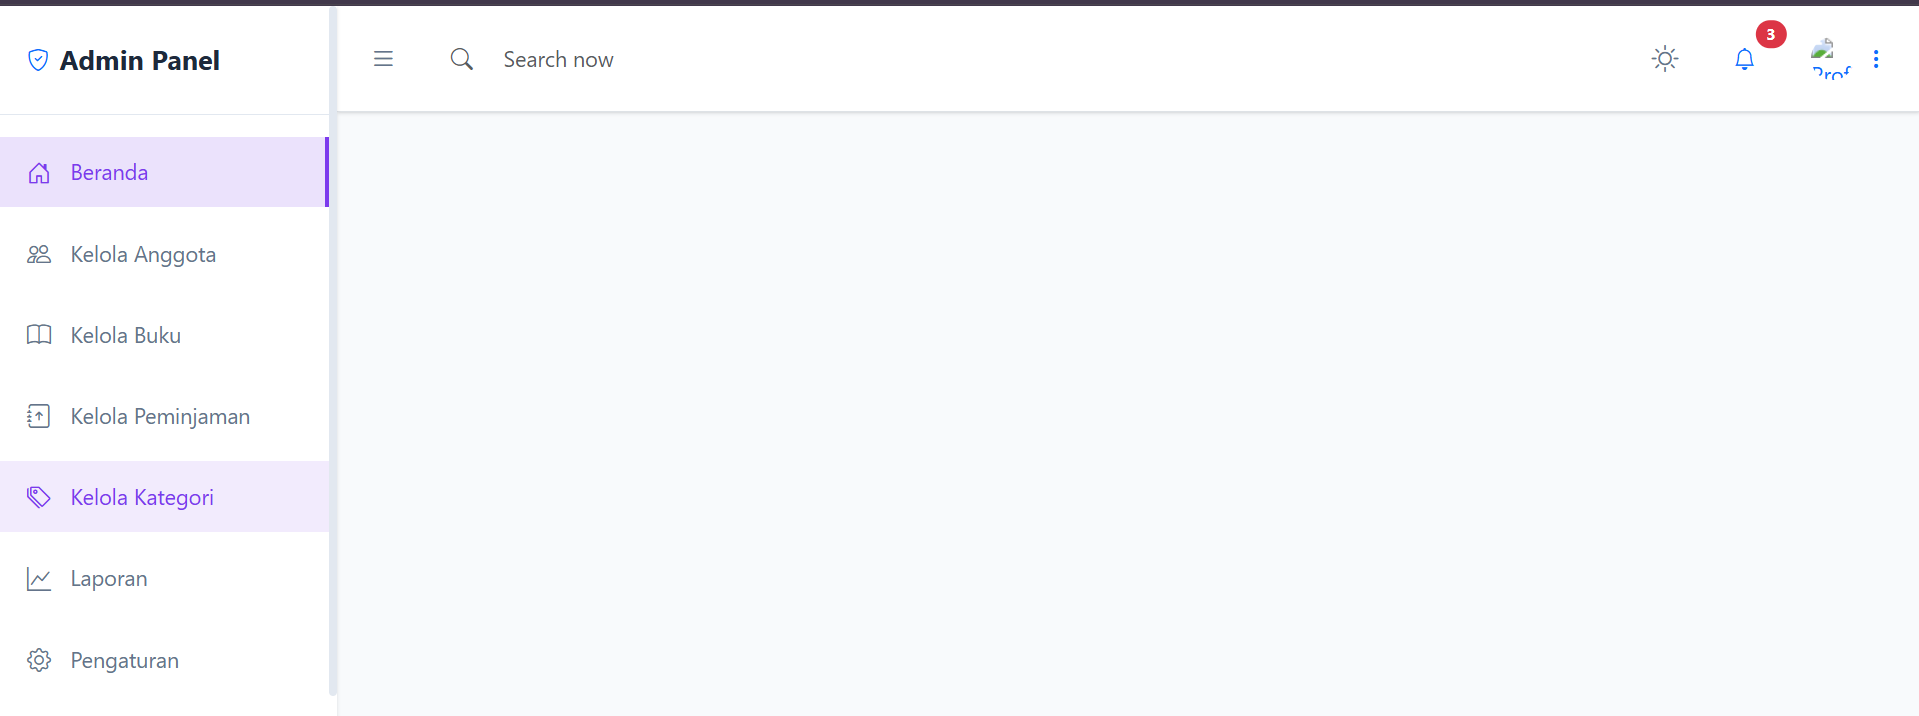 Admin Panel
Search now
3
Prof
Beranda
Kelola Anggota
Kelola Buku
Kelola Peminjaman
Kelola Kategori
Laporan
Pengaturan